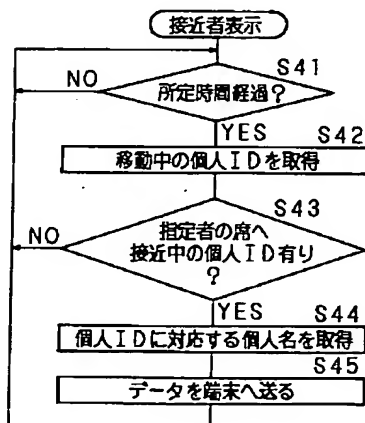 接近者表示
S41
NO
所定時間経過?
YES
S42
移動中の個人IDを取得
S43
NO
指定者の席へ
接近中の個人ID有り
?
YES
S44
個人IDに対応する個人名を取得
S45
データを端末へ送る